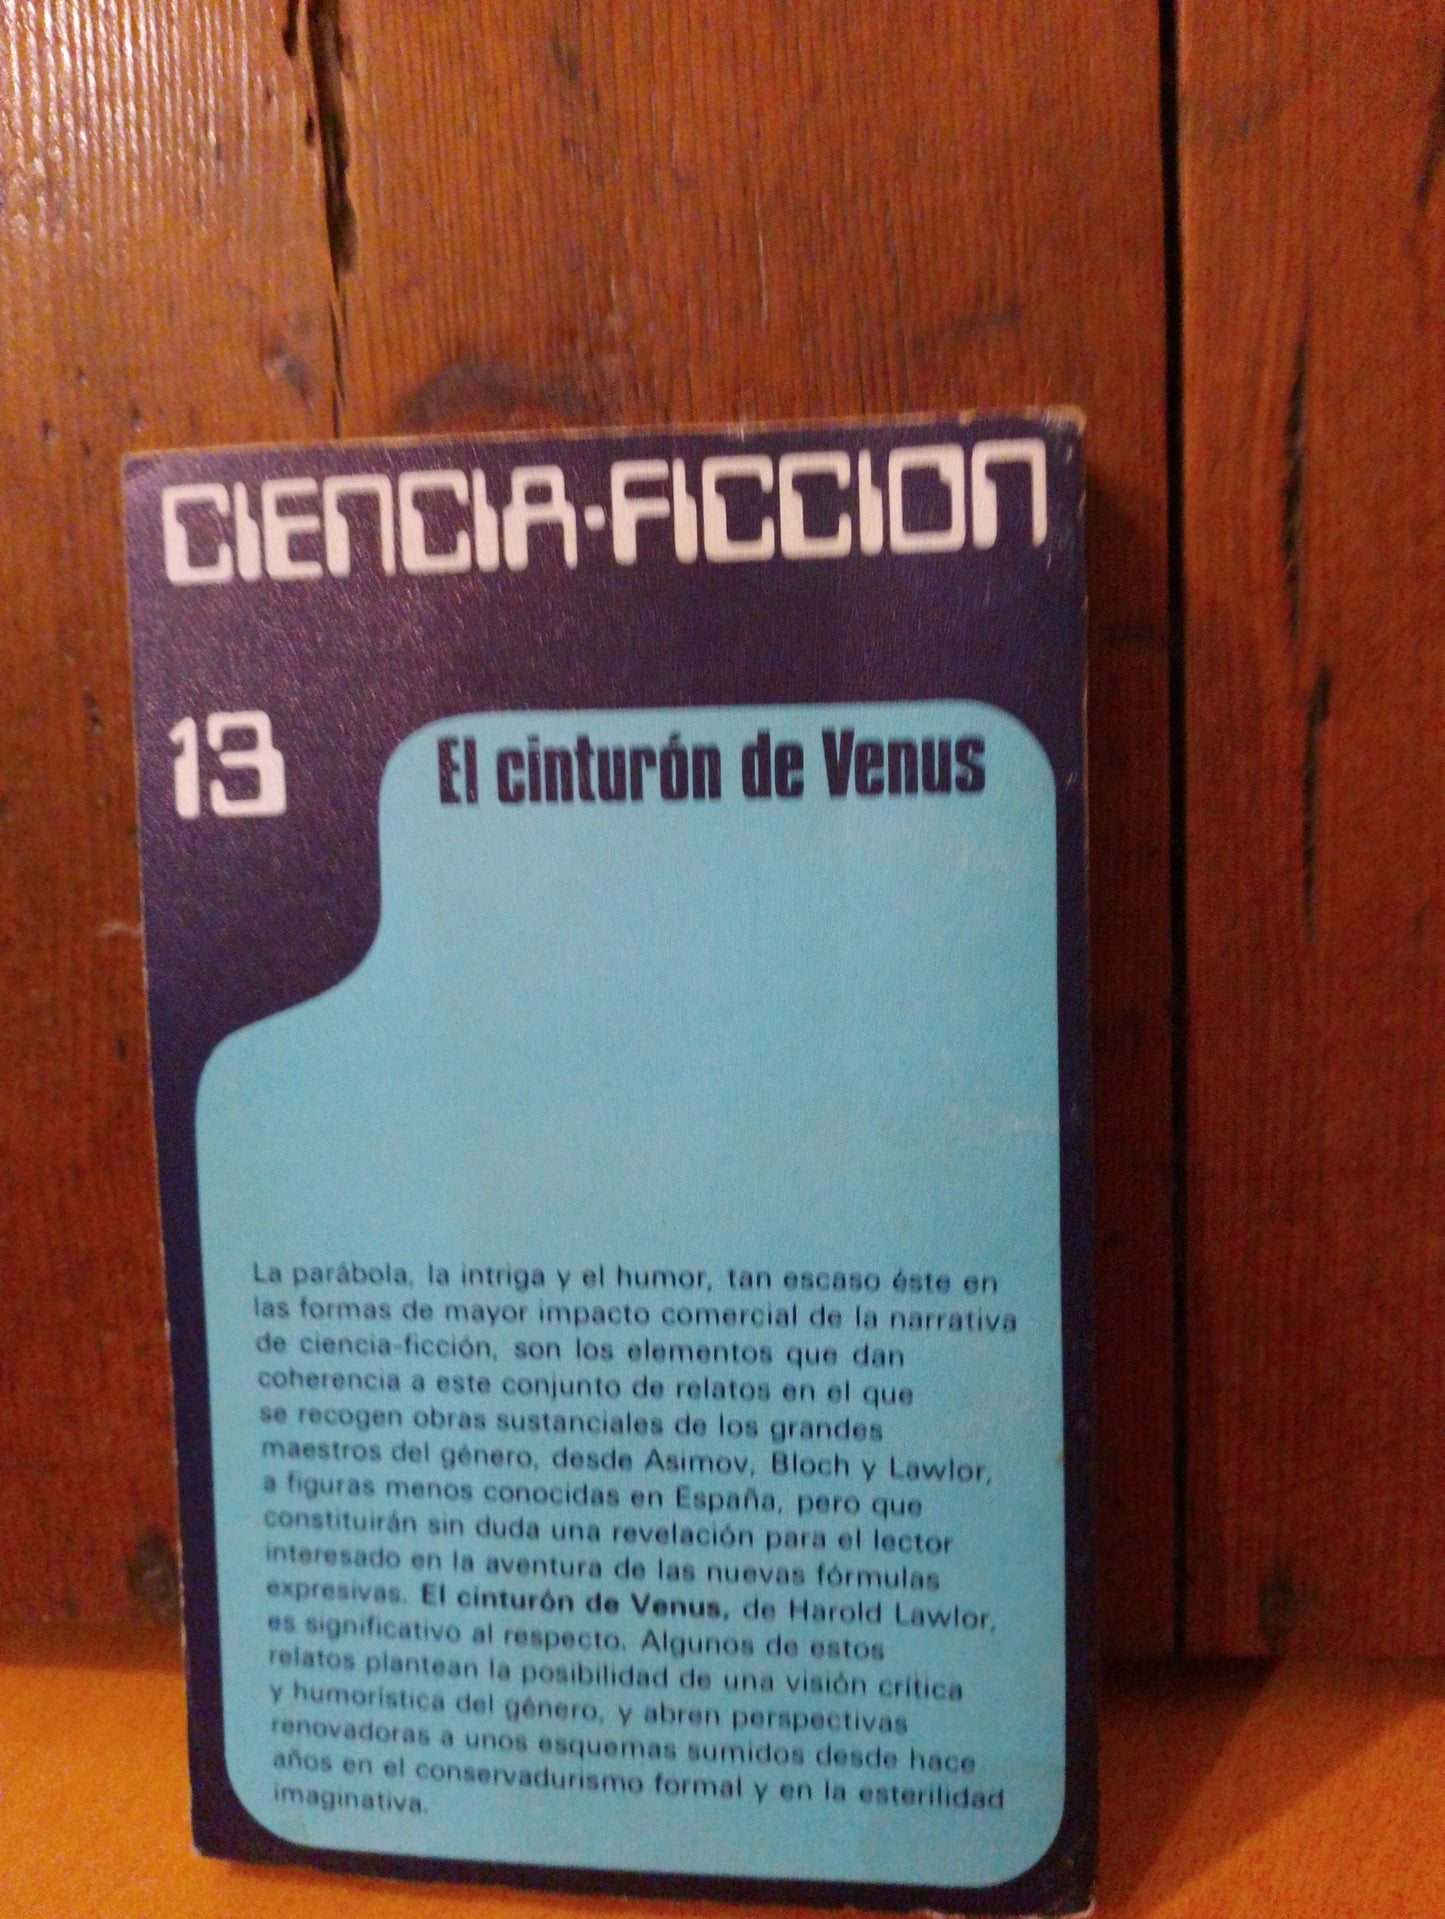 CIENCIA-FICCION
13
El cinturón de Venus
La parábola, la intriga y el humor, tan escaso éste en
las formas de mayor impacto comercial de la narrativa
de ciencia-ficción, son los elementos que dan
coherencia a este conjunto de relatos en el que
se recogen obras sustanciales de los grandes
maestros del género, desde Asimov, Bloch y Lawlor,
a figuras menos conocidas en España, pero que
constituirán sin duda una revelación para el lector
interesado en la aventura de las nuevas fórmulas
expresivas. El cinturón de Venus, de Harold Lawlor,
es significativo al respecto. Algunos de estos
relatos plantean la posibilidad de una visión crítica
y humorística del género, y abren perspectivas
renovadoras a unos esquemas sumidos desde hace
años en el conservadurismo formal y en la esterilidad
imaginativa.